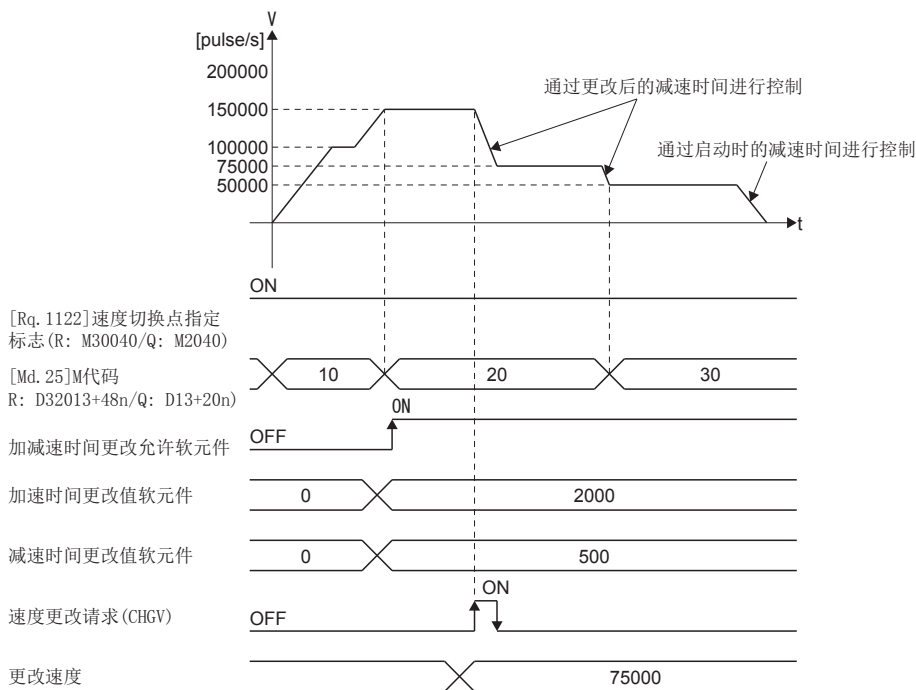 V
[pulse/s]
200000
150000
100000
75000
50000
通过更改后的减速时间进行控制
通过启动时的减速时间进行控制
t
ON
[Rq.1122]速度切换点指定
标志(R: M30040/Q: M2040)
[Md.25]M代码
R: D32013+48n/Q: D13+20n)
10 20 30
加减速时间更改允许软元件 OFF ON
加速时间更改值软元件 0 2000
减速时间更改值软元件 0 500
速度更改请求(CHGV) OFF ON
更改速度 75000